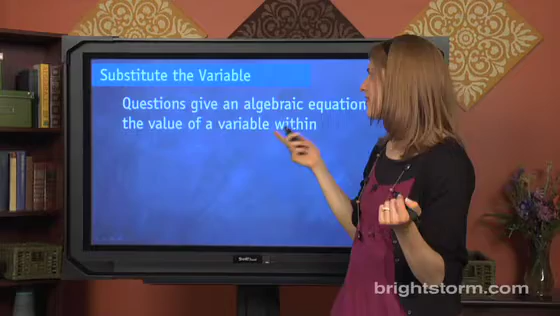 Substitute the Variable
Questions give an algebraic equation
the value of a variable within
brightstorm.com